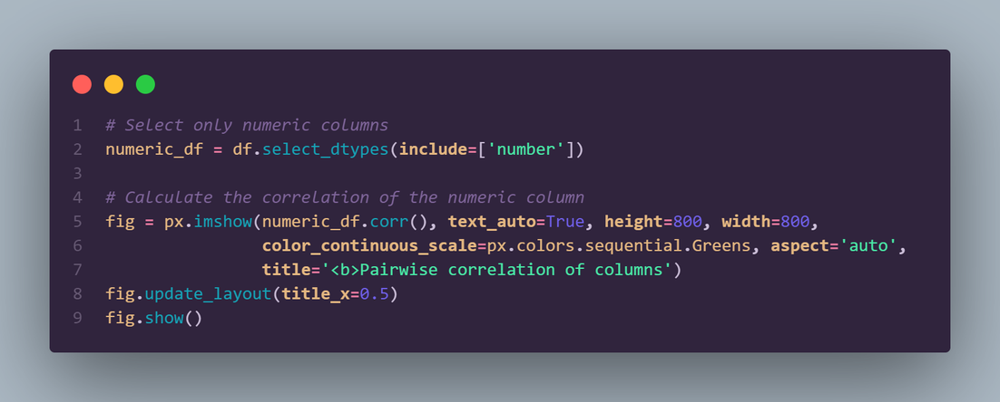 1 # Select only numeric columns
2 numeric_df = df.select_dtypes(include=['number'])
3
4 # Calculate the correlation of the numeric column
5 fig = px.imshow(numeric_df.corr(), text_auto=True, height=800, width=800,
6                 color_continuous_scale=px.colors.sequential.Greens, aspect='auto',
7                 title='<b>Pairwise correlation of columns')
8 fig.update_layout(title_x=0.5)
9 fig.show()